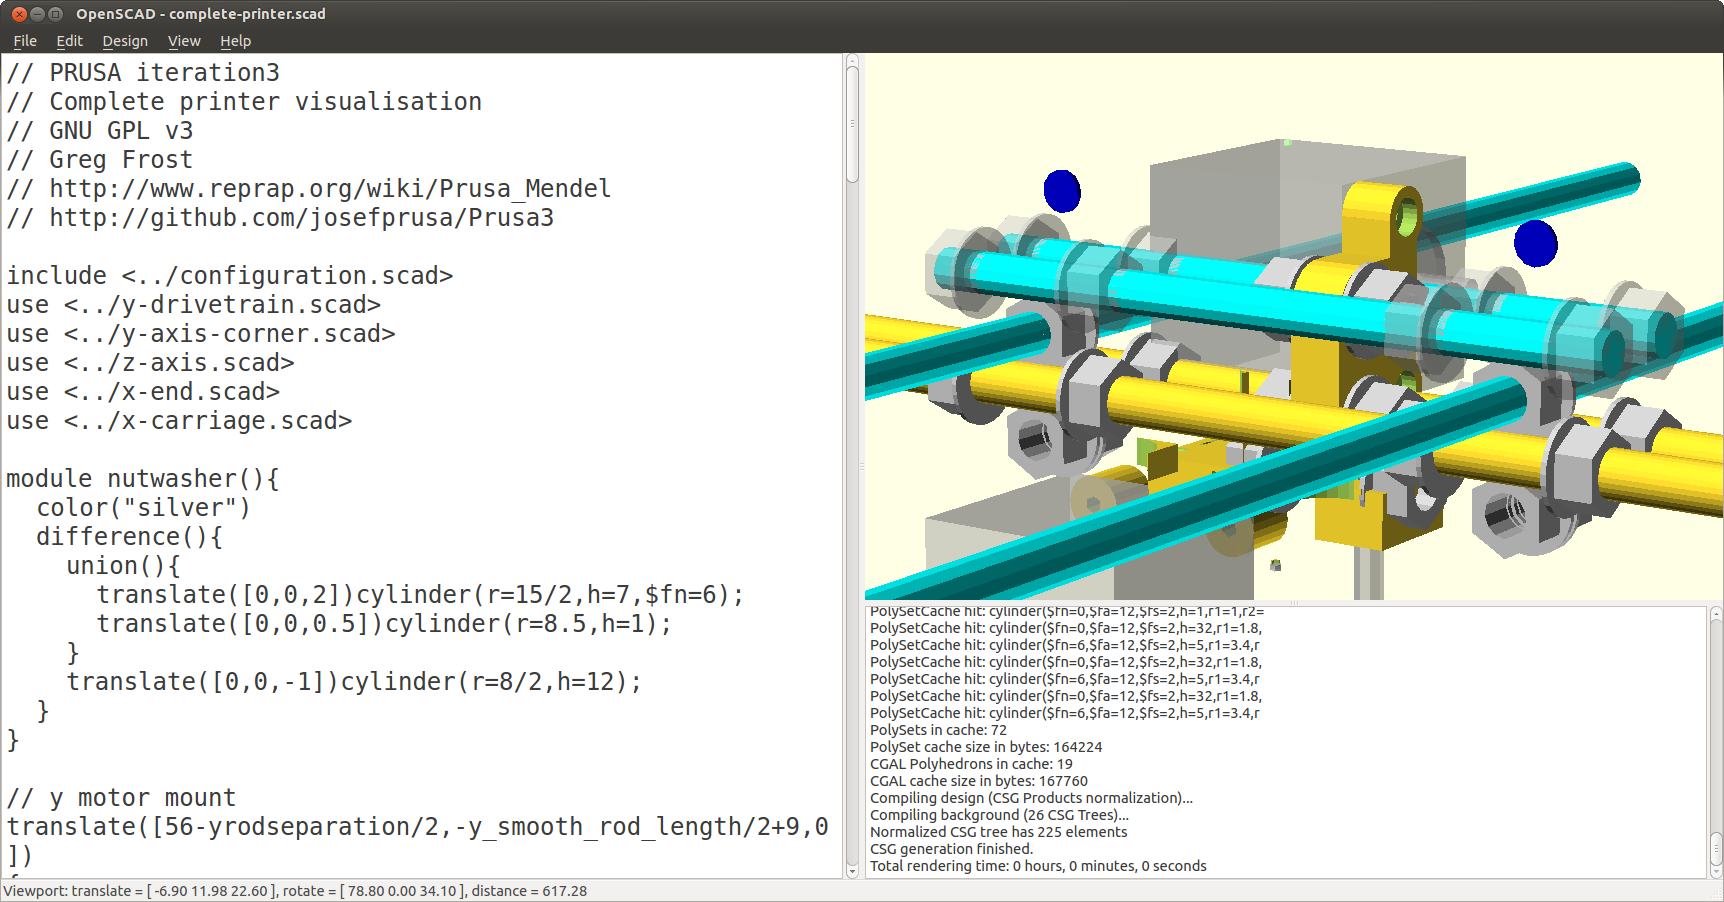 OpenSCAD - complete-printer.scad
File Edit Design View Help
// PRUSA iteration3
// Complete printer visualisation
// GNU GPL v3
// Greg Frost
// http://www.reprap.org/wiki/Prusa_Mendel
// http://github.com/josefprusa/Prusa3
include <../configuration.scad>
use <../y-drivetrain.scad>
use <../y-axis-corner.scad>
use <../z-axis.scad>
use <../x-end.scad>
use <../x-carriage.scad>
module nutwasher(){
color("silver")
difference(){
union(){
translate([0,0,2])cylinder(r=15/2,h=7,$fn=6);
translate([0,0,0.5])cylinder(r=8.5,h=1);
}
translate([0,0,-1])cylinder(r=8/2,h=12);
}
}
// y motor mount
translate([56-yrodseparation/2,-y_smooth_rod_length/2+9,0
])
PolySetCache hit: cylinder($fn=0,$fa=12,$fs=2,h=1,r1=1,r2=
PolySetCache hit: cylinder($fn=0,$fa=12,$fs=2,h=32,r1=1.8,
PolySetCache hit: cylinder($fn=6,$fa=12,$fs=2,h=5,r1=3.4,r
PolySetCache hit: cylinder($fn=0,$fa=12,$fs=2,h=32,r1=1.8,
PolySetCache hit: cylinder($fn=6,$fa=12,$fs=2,h=5,r1=3.4,r
PolySetCache hit: cylinder($fn=0,$fa=12,$fs=2,h=32,r1=1.8,
PolySetCache hit: cylinder($fn=6,$fa=12,$fs=2,h=5,r1=3.4,r
PolySets in cache: 72
PolySet cache size in bytes: 164224
CGAL Polyhedrons in cache: 19
CGAL cache size in bytes: 167760
Compiling design (CSG Products normalization)...
Compiling background (26 CSG Trees)...
Normalized CSG tree has 225 elements
CSG generation finished.
Total rendering time: 0 hours, 0 minutes, 0 seconds
Viewport: translate = [ -6.90 11.98 22.60 ], rotate = [ 78.80 0.00 34.10 ], distance = 617.28